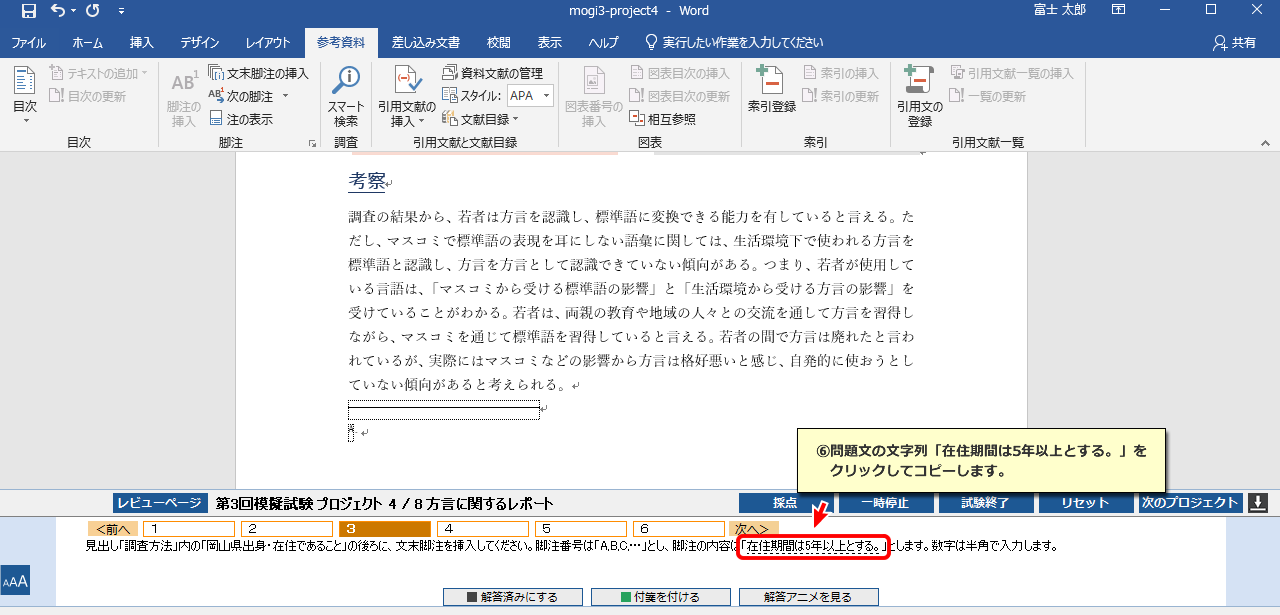 mogi3-project4 - Word
富士 太郎
ファイル ホーム 挿入 デザイン レイアウト 参考資料 差し込み文書 校閲 表示 ヘルプ 実行したい作業を入力してください 共有
目次
テキストの追加
目次の更新
目次
AB1
脚注の
挿入
文末脚注の挿入
次の脚注
注の表示
脚注
スマート
検索
調査
引用文献の
挿入
資料文献の管理
スタイル: APA
文献目録
引用文献と文献目録
図表番号の
挿入
図表目次の挿入
図表目次の更新
相互参照
図表
索引登録
索引の挿入
索引の更新
索引
引用文の
登録
引用文献一覧の挿入
一覧の更新
引用文献一覧
考察
調査の結果から、若者は方言を認識し、標準語に変換できる能力を有していると言える。た
だし、マスコミで標準語の表現を耳にしない語彙に関しては、生活環境下で使われる方言を
標準語と認識し、方言を方言として認識できていない傾向がある。つまり、若者が使用して
いる言語は、「マスコミから受ける標準語の影響」と「生活環境から受ける方言の影響」を
受けていることがわかる。若者は、両親の教育や地域の人々との交流を通して方言を習得し
ながら、マスコミを通じて標準語を習得していると言える。若者の間で方言は廃れたと言わ
れているが、実際にはマスコミなどの影響から方言は格好悪いと感じ、自発的に使おうとし
ていない傾向があると考えられる。
⑥問題文の文字列「在住期間は5年以上とする。」を
クリックしてコピーします。
レビューページ 第3回模擬試験 プロジェクト 4 / 8 方言に関するレポート 採点 一時停止 試験終了 リセット 次のプロジェクト
<前へ 1 2 3 4 5 6 次へ>
見出し「調査方法」内の「岡山県出身・在住であること」の後ろに、文末脚注を挿入してください。脚注番号は「A,B,C,…」とし、脚注の内容は「在住期間は5年以上とする。」とします。数字は半角で入力します。
AAA
解答済みにする 付箋を付ける 解答アニメを見る